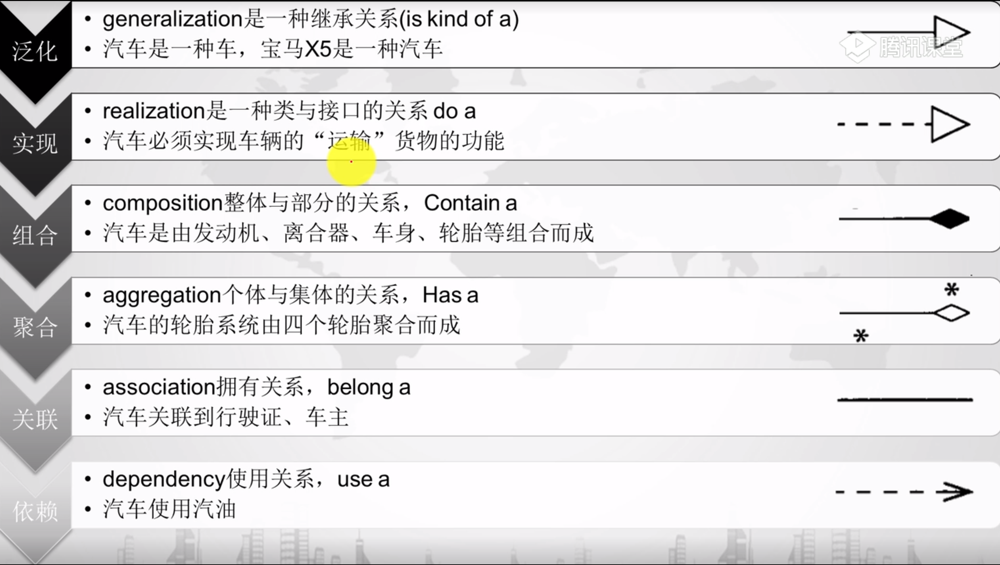 泛化
• generalization是一种继承关系(is kind of a)
• 汽车是一种车，宝马X5是一种汽车
腾讯课堂
实现
• realization是一种类与接口的关系 do a
• 汽车必须实现车辆的“运输”货物的功能
组合
• composition整体与部分的关系，Contain a
• 汽车是由发动机、离合器、车身、轮胎等组合而成
聚合
• aggregation个体与集体的关系，Has a
• 汽车的轮胎系统由四个轮胎聚合而成
*
*
关联
• association拥有关系，belong a
• 汽车关联到行驶证、车主
依赖
• dependency使用关系，use a
• 汽车使用汽油